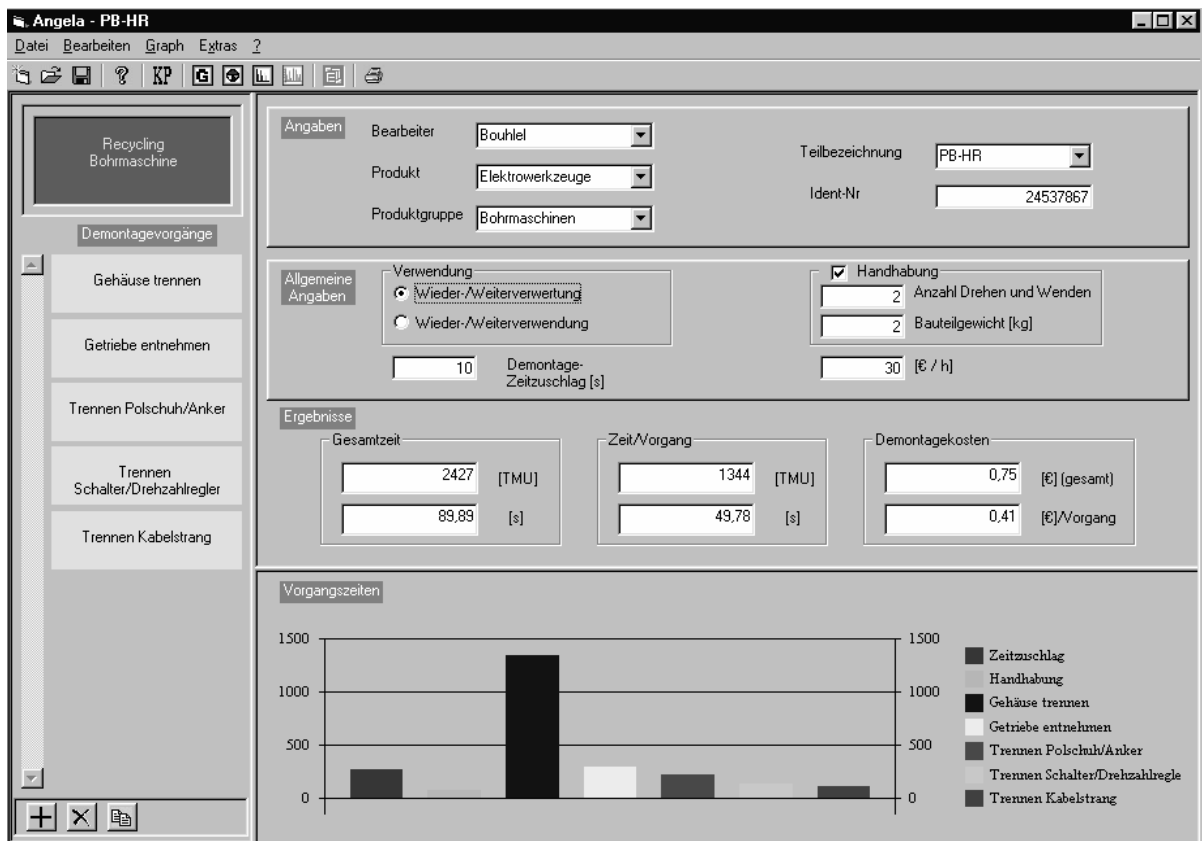 Angela - PB-HR
Datei Bearbeiten Graph Extras ?
KP G
Recycling
Bohrmaschine
Demontagevorgänge
Gehäuse trennen
Getriebe entnehmen
Trennen Polschuh/Anker
Trennen
Schalter/Drehzahlregler
Trennen Kabelstrang
Angaben
Bearbeiter Bouhlel
Produkt Elektrowerkzeuge
Produktgruppe Bohrmaschinen
Teilbezeichnung PB-HR
Ident-Nr 24537867
Allgemeine
Angaben
Verwendung
Wieder-/Weiterverwertung
Wieder-/Weiterverwendung
10 Demontage-
Zeitzuschlag [s]
Handhabung
2 Anzahl Drehen und Wenden
2 Bauteilgewicht [kg]
30 [€ / h]
Ergebnisse
Gesamtzeit
2427 [TMU]
89,89 [s]
Zeit/Vorgang
1344 [TMU]
49,78 [s]
Demontagekosten
0,75 [€] (gesamt)
0,41 [€]/Vorgang
Vorgangszeiten
1500 1500
1000 1000
500 500
0 0
Zeitzuschlag
Handhabung
Gehäuse trennen
Getriebe entnehmen
Trennen Polschuh/Anker
Trennen Schalter/Drehzahlregle
Trennen Kabelstrang